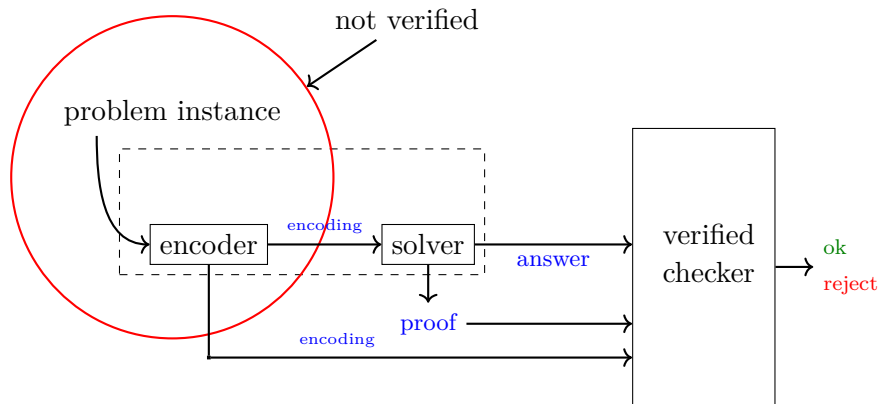 not verified
problem instance
encoder
encoding
solver
answer
proof
encoding
verified
checker
ok
reject